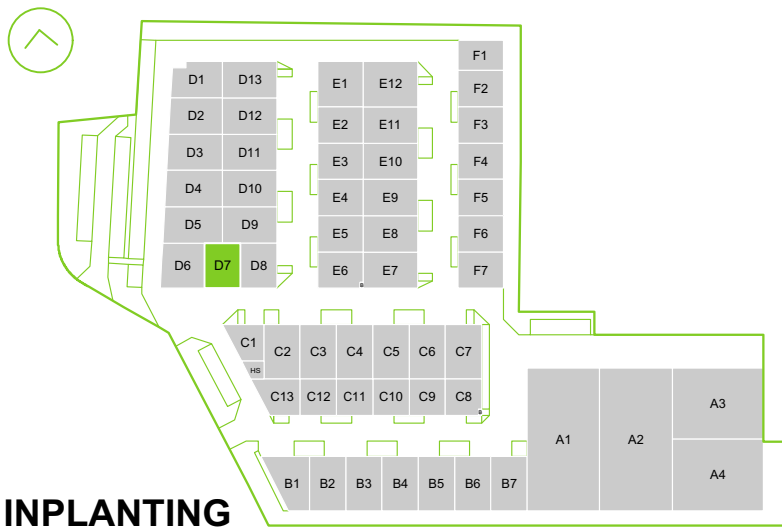 F1
D1 D13 E1 E12 F2
D2 D12 E2 E11 F3
D3 D11 E3 E10 F4
D4 D10 E4 E9 F5
D5 D9 E5 E8 F6
D6 D7 D8 E6 E7 F7
C1 C2 C3 C4 C5 C6 C7
HS
C13 C12 C11 C10 C9 C8
A1 A2 A3
A4
B1 B2 B3 B4 B5 B6 B7
INPLANTING